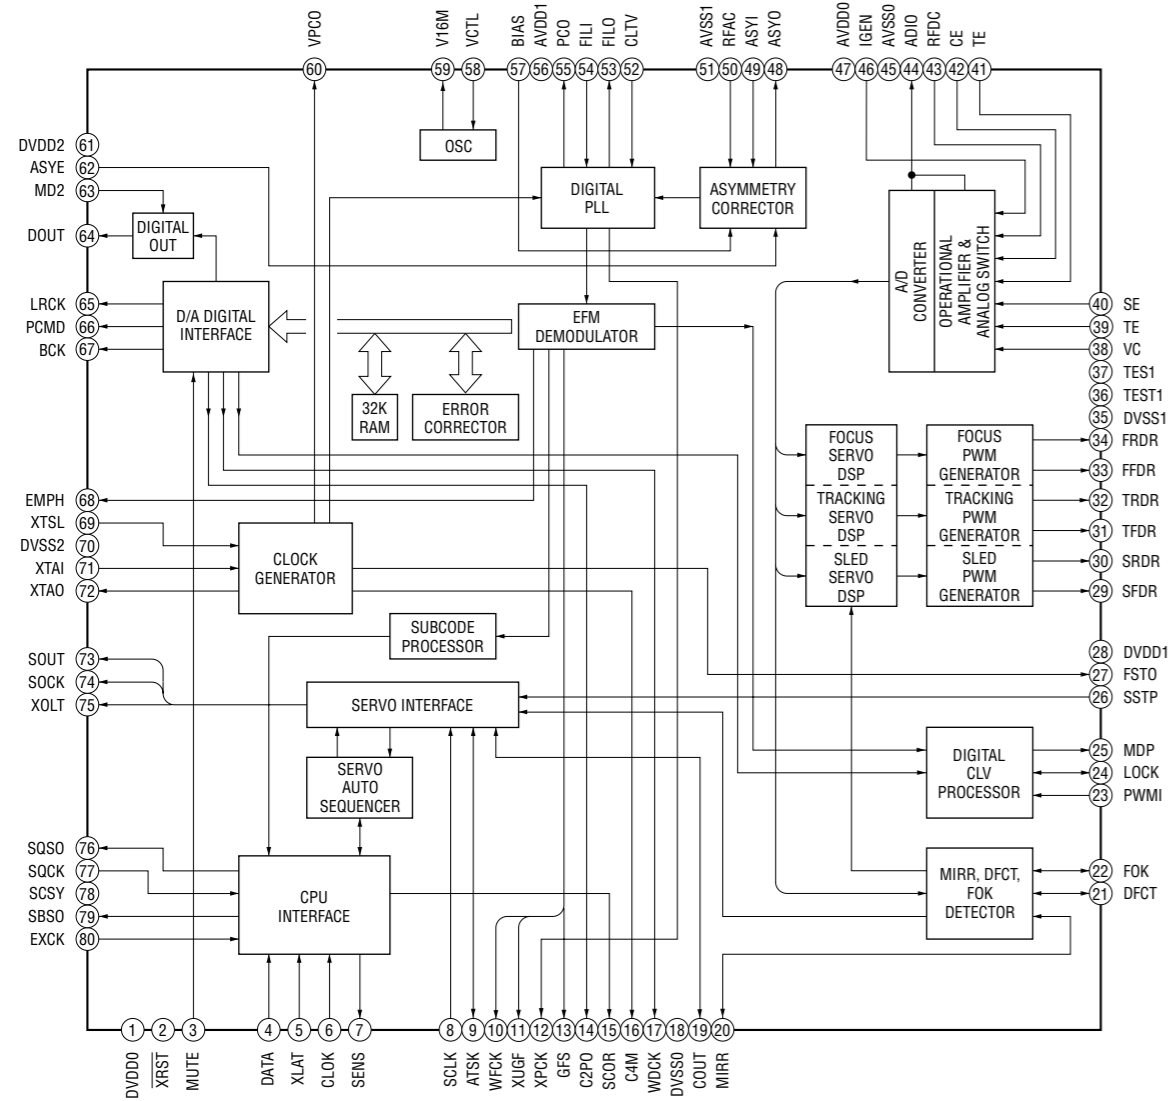 VPCO
V16M
VCTL
BIAS
AVDD1
PCO
FILI
FILO
CLTV
AVSS1
RFAC
ASYI
ASYO
AVDD0
IGEN
AVSS0
ADIO
RFDC
CE
TE
60
59
58
57
56
55
54
53
52
51
50
49
48
47
46
45
44
43
42
41
DVDD2 61
ASYE 62
MD2 63
DOUT 64
LRCK 65
PCMD 66
BCK 67
EMPH 68
XTSL 69
DVSS2 70
XTAI 71
XTAO 72
SOUT 73
SOCK 74
XOLT 75
SQSO 76
SQCK 77
SCSY 78
SBSO 79
EXCK 80
OSC
DIGITAL
PLL
ASYMMETRY
CORRECTOR
DIGITAL
OUT
D/A DIGITAL
INTERFACE
EFM
DEMODULATOR
A/D
CONVERTER
OPERATIONAL
AMPLIFIER &
ANALOG SWITCH
32K
RAM
ERROR
CORRECTOR
FOCUS
SERVO
DSP
TRACKING
SERVO
DSP
SLED
SERVO
DSP
FOCUS
PWM
GENERATOR
TRACKING
PWM
GENERATOR
SLED
PWM
GENERATOR
CLOCK
GENERATOR
SUBCODE
PROCESSOR
SERVO INTERFACE
SERVO
AUTO
SEQUENCER
DIGITAL
CLV
PROCESSOR
CPU
INTERFACE
MIRR, DFCT,
FOK
DETECTOR
40 SE
39 TE
38 VC
37 TES1
36 TEST1
35 DVSS1
34 FRDR
33 FFDR
32 TRDR
31 TFDR
30 SRDR
29 SFDR
28 DVDD1
27 FSTO
26 SSTP
25 MDP
24 LOCK
23 PWMI
22 FOK
21 DFCT
1
2
3
4
5
6
7
8
9
10
11
12
13
14
15
16
17
18
19
20
DVDD0
XRST
MUTE
DATA
XLAT
CLOK
SENS
SCLK
ATSK
WFCK
XUGF
XPCK
GFS
C2PO
SCOR
C4M
WDCK
DVSS0
COUT
MIRR